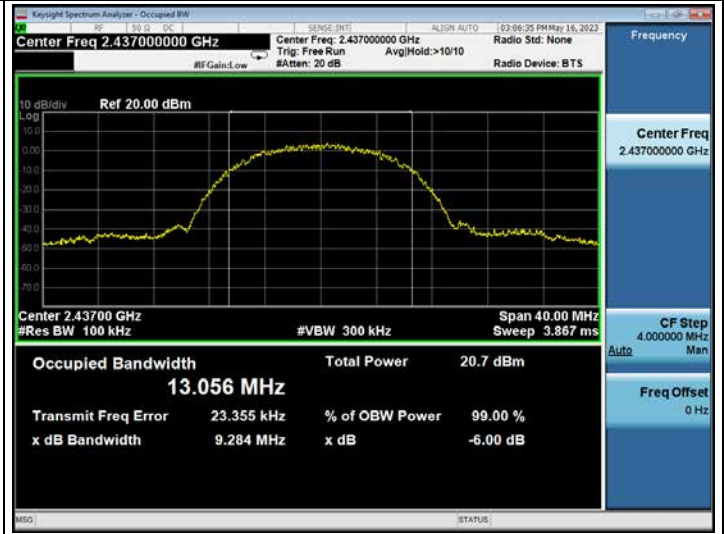 Keysight Spectrum Analyzer - Occupied BW
RF 50 Ω DC SENSE:INT ALIGN AUTO 03:06:35 PM May 16, 2023
Center Freq 2.437000000 GHz
Center Freq: 2.437000000 GHz
Radio Std: None
Trig: Free Run Avg|Hold:>10/10
#IFGain:Low #Atten: 20 dB Radio Device: BTS
Frequency
10 dB/div Ref 20.00 dBm
Log
10.0
0.00
-10.0
-20.0
-30.0
-40.0
-50.0
-60.0
-70.0
Center 2.43700 GHz Span 40.00 MHz
#Res BW 100 kHz #VBW 300 kHz Sweep 3.867 ms
Occupied Bandwidth Total Power 20.7 dBm
13.056 MHz
Transmit Freq Error 23.355 kHz % of OBW Power 99.00 %
x dB Bandwidth 9.284 MHz x dB -6.00 dB
Center Freq
2.437000000 GHz
CF Step
4.000000 MHz
Auto Man
Freq Offset
0 Hz
MSG STATUS